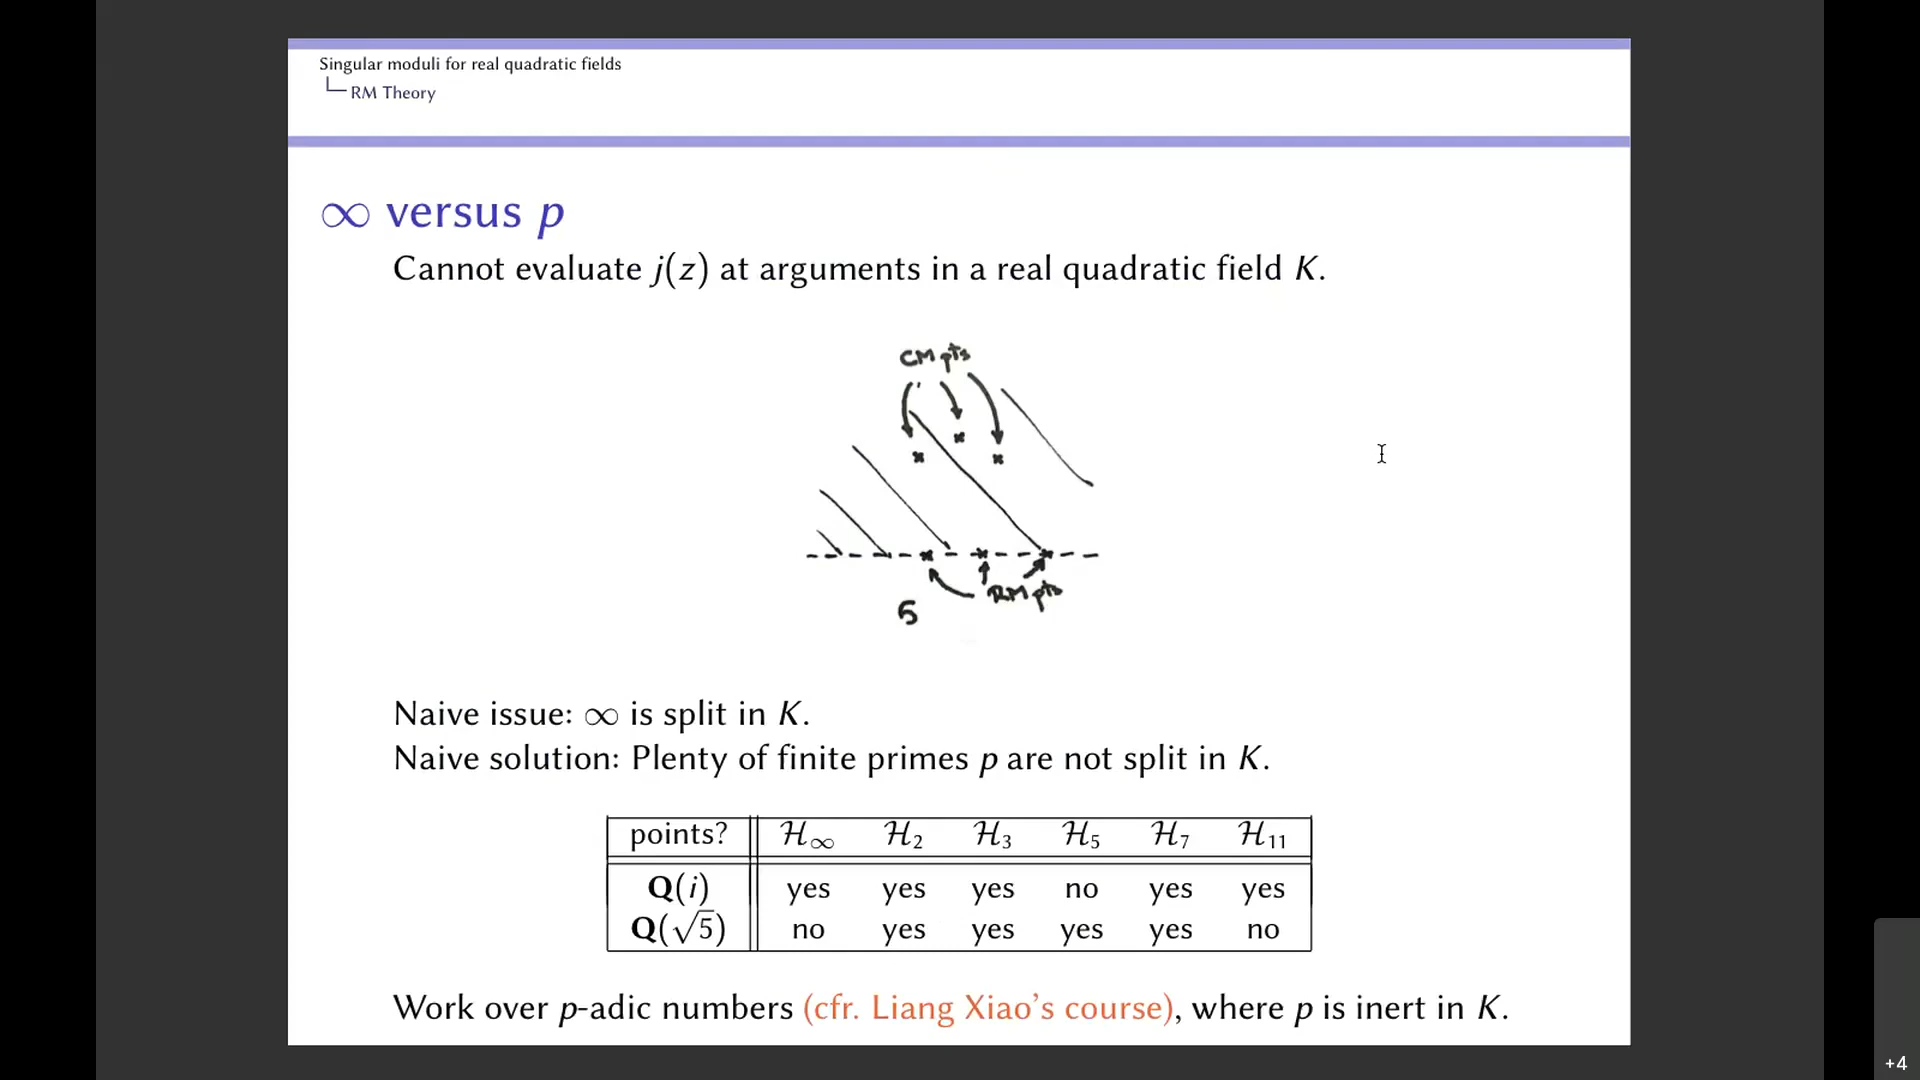 Singular moduli for real quadratic fields
RM Theory
∞ versus p
Cannot evaluate j(z) at arguments in a real quadratic field K.
CM pts
RM pts
Naive issue: ∞ is split in K.
Naive solution: Plenty of finite primes p are not split in K.
points? ℋ∞ ℋ2 ℋ3 ℋ5 ℋ7 ℋ11
Q(i) yes yes yes no yes yes
Q(√5) no yes yes yes yes no
Work over p-adic numbers (cfr. Liang Xiao’s course), where p is inert in K.
+4